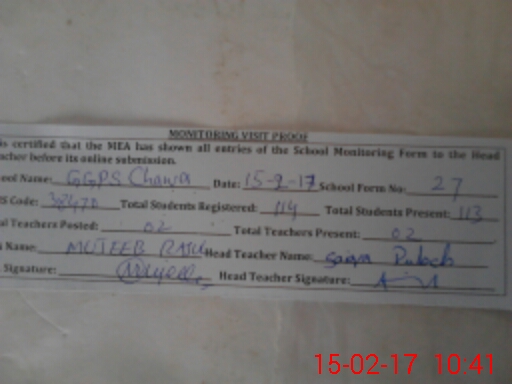 MONITORING VISIT PROOF
is certified that the MEA has shown all entries of the School Monitoring Form to the Head
acher before its online submission.
ool Name: GGPS Chawa Date: 15-2-17 School Form No: 27
IS Code: Total Students Registered: 114 Total Students Present: 113
al Teachers Posted: 02 Total Teachers Present: 02
s Name: MUJEEB Head Teacher Name: Saima
Signature: Head Teacher Signature:
15-02-17 10:41